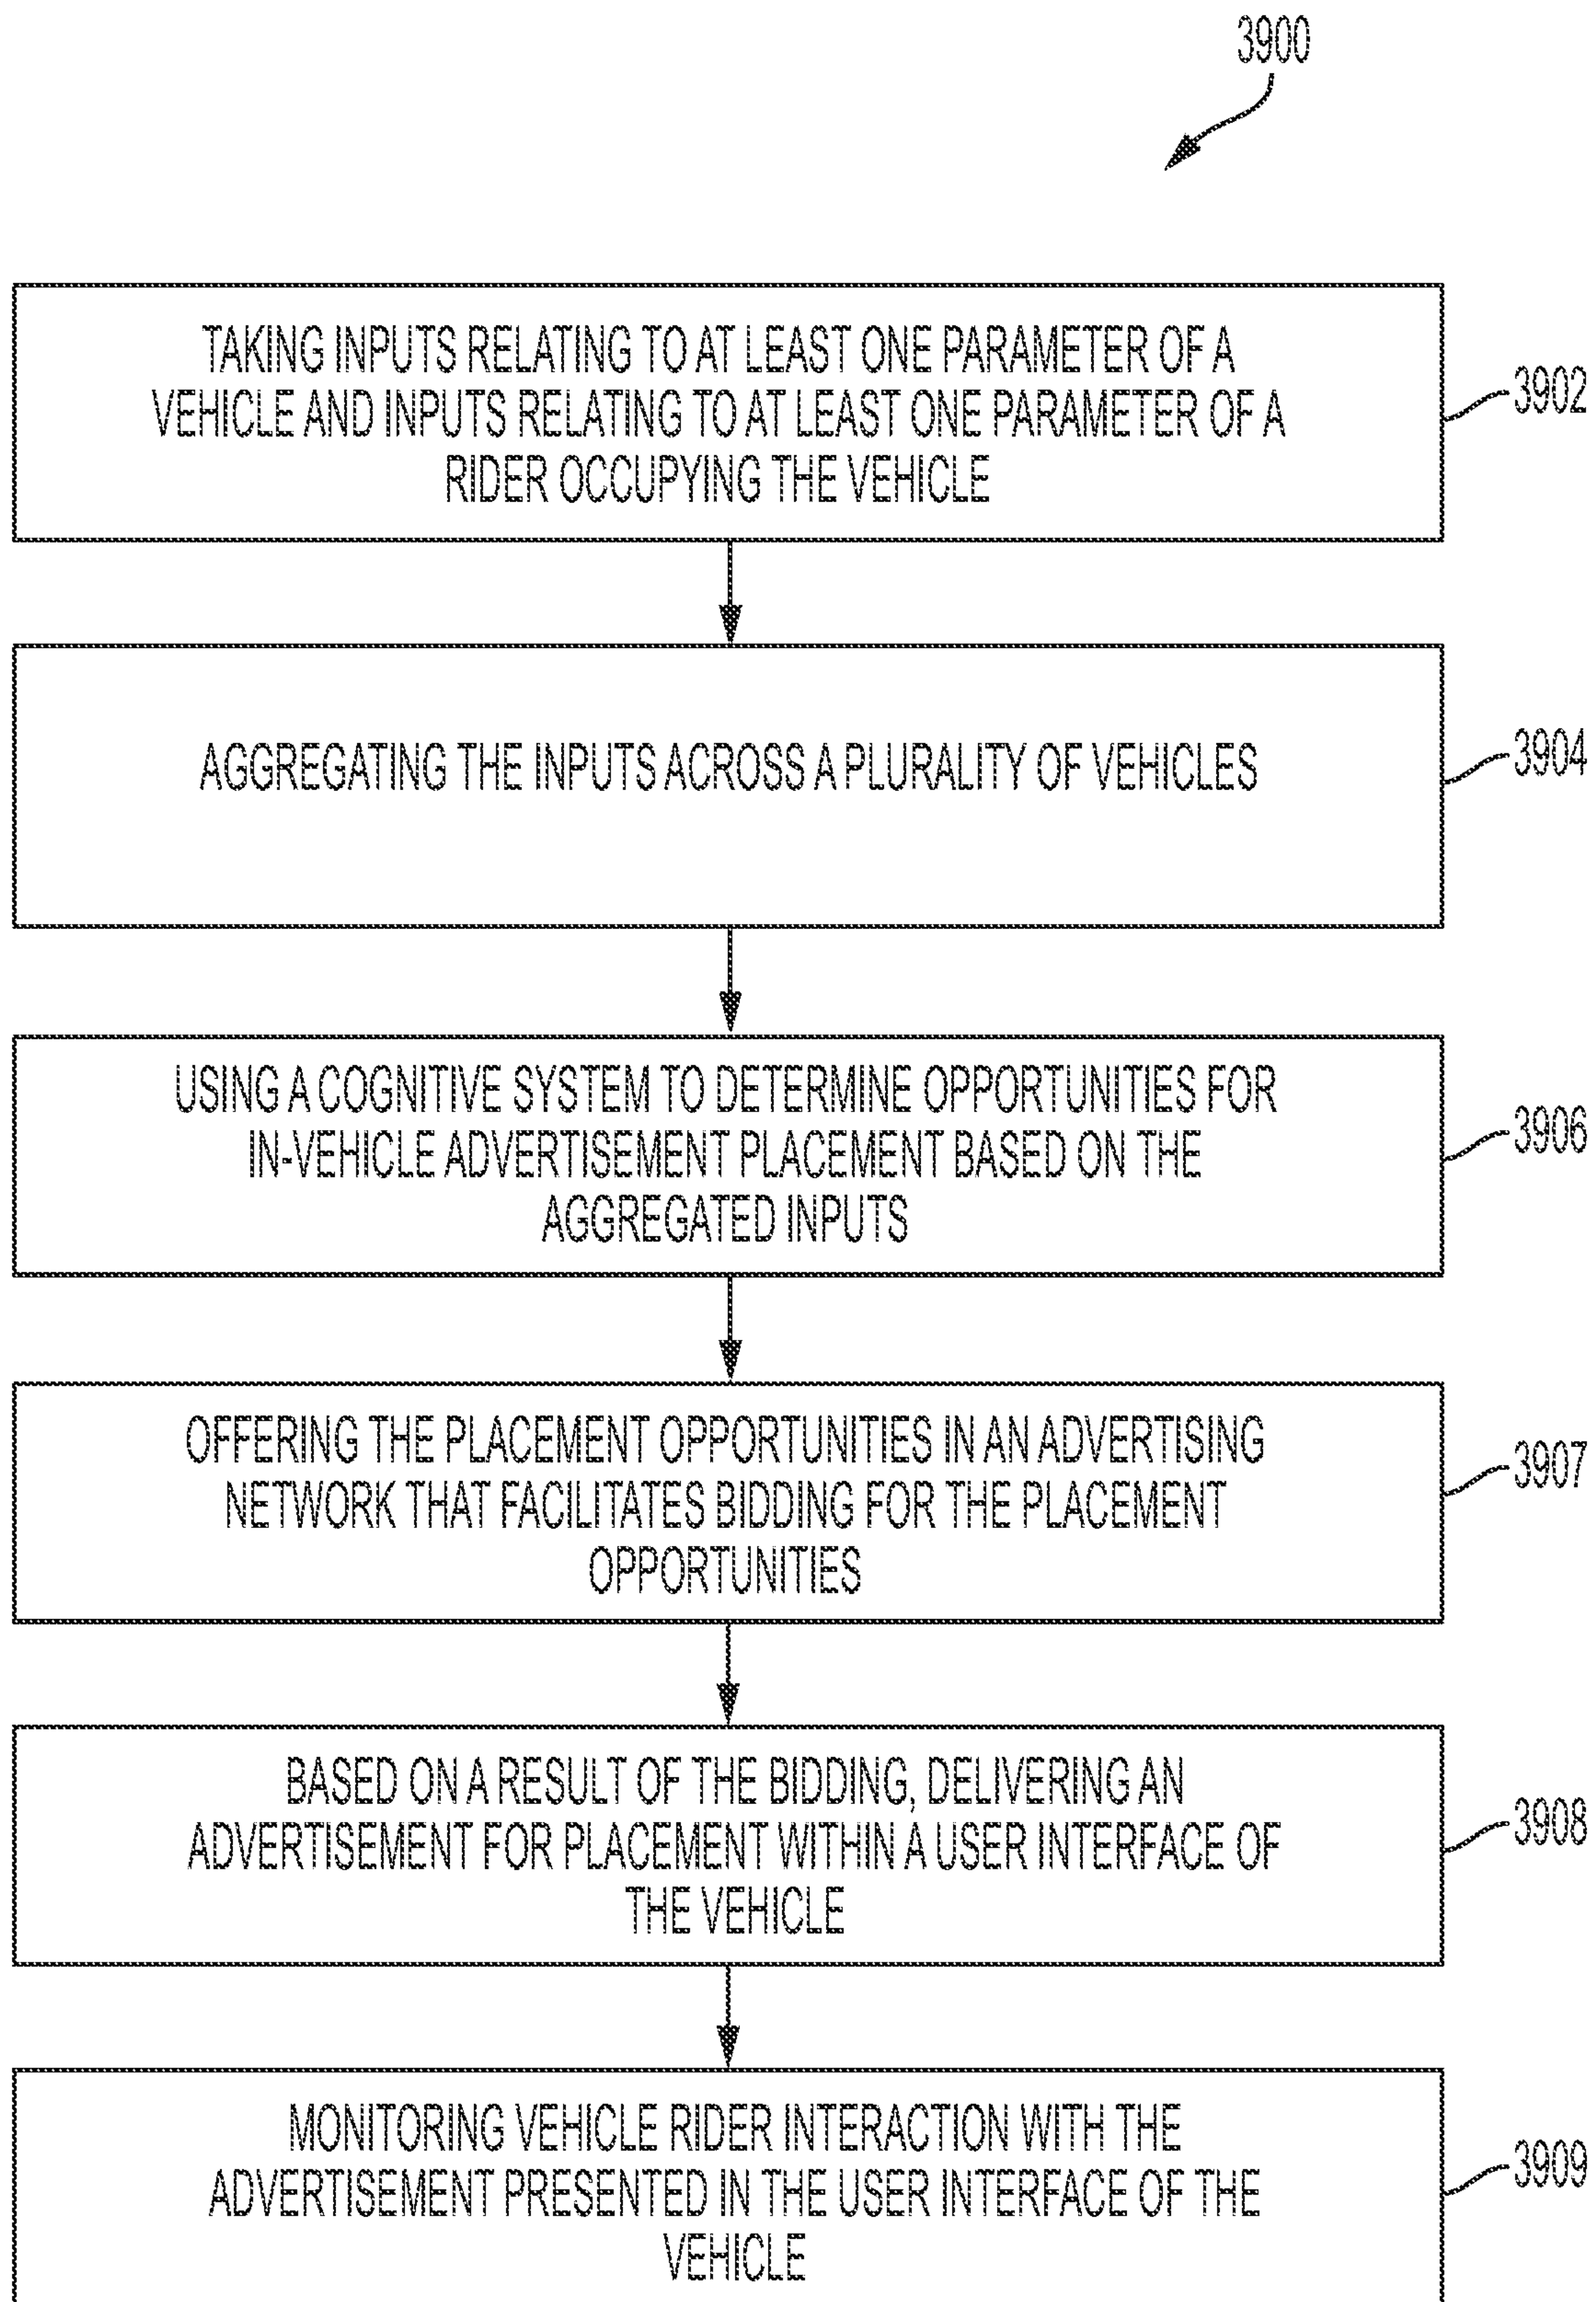 3900
TAKING INPUTS RELATING TO AT LEAST ONE PARAMETER OF A
VEHICLE AND INPUTS RELATING TO AT LEAST ONE PARAMETER OF A
RIDER OCCUPYING THE VEHICLE
3902
AGGREGATING THE INPUTS ACROSS A PLURALITY OF VEHICLES
3904
USING A COGNITIVE SYSTEM TO DETERMINE OPPORTUNITIES FOR
IN-VEHICLE ADVERTISEMENT PLACEMENT BASED ON THE
AGGREGATED INPUTS
3906
OFFERING THE PLACEMENT OPPORTUNITIES IN AN ADVERTISING
NETWORK THAT FACILITATES BIDDING FOR THE PLACEMENT
OPPORTUNITIES
3907
BASED ON A RESULT OF THE BIDDING, DELIVERING AN
ADVERTISEMENT FOR PLACEMENT WITHIN A USER INTERFACE OF
THE VEHICLE
3908
MONITORING VEHICLE RIDER INTERACTION WITH THE
ADVERTISEMENT PRESENTED IN THE USER INTERFACE OF THE
VEHICLE
3909